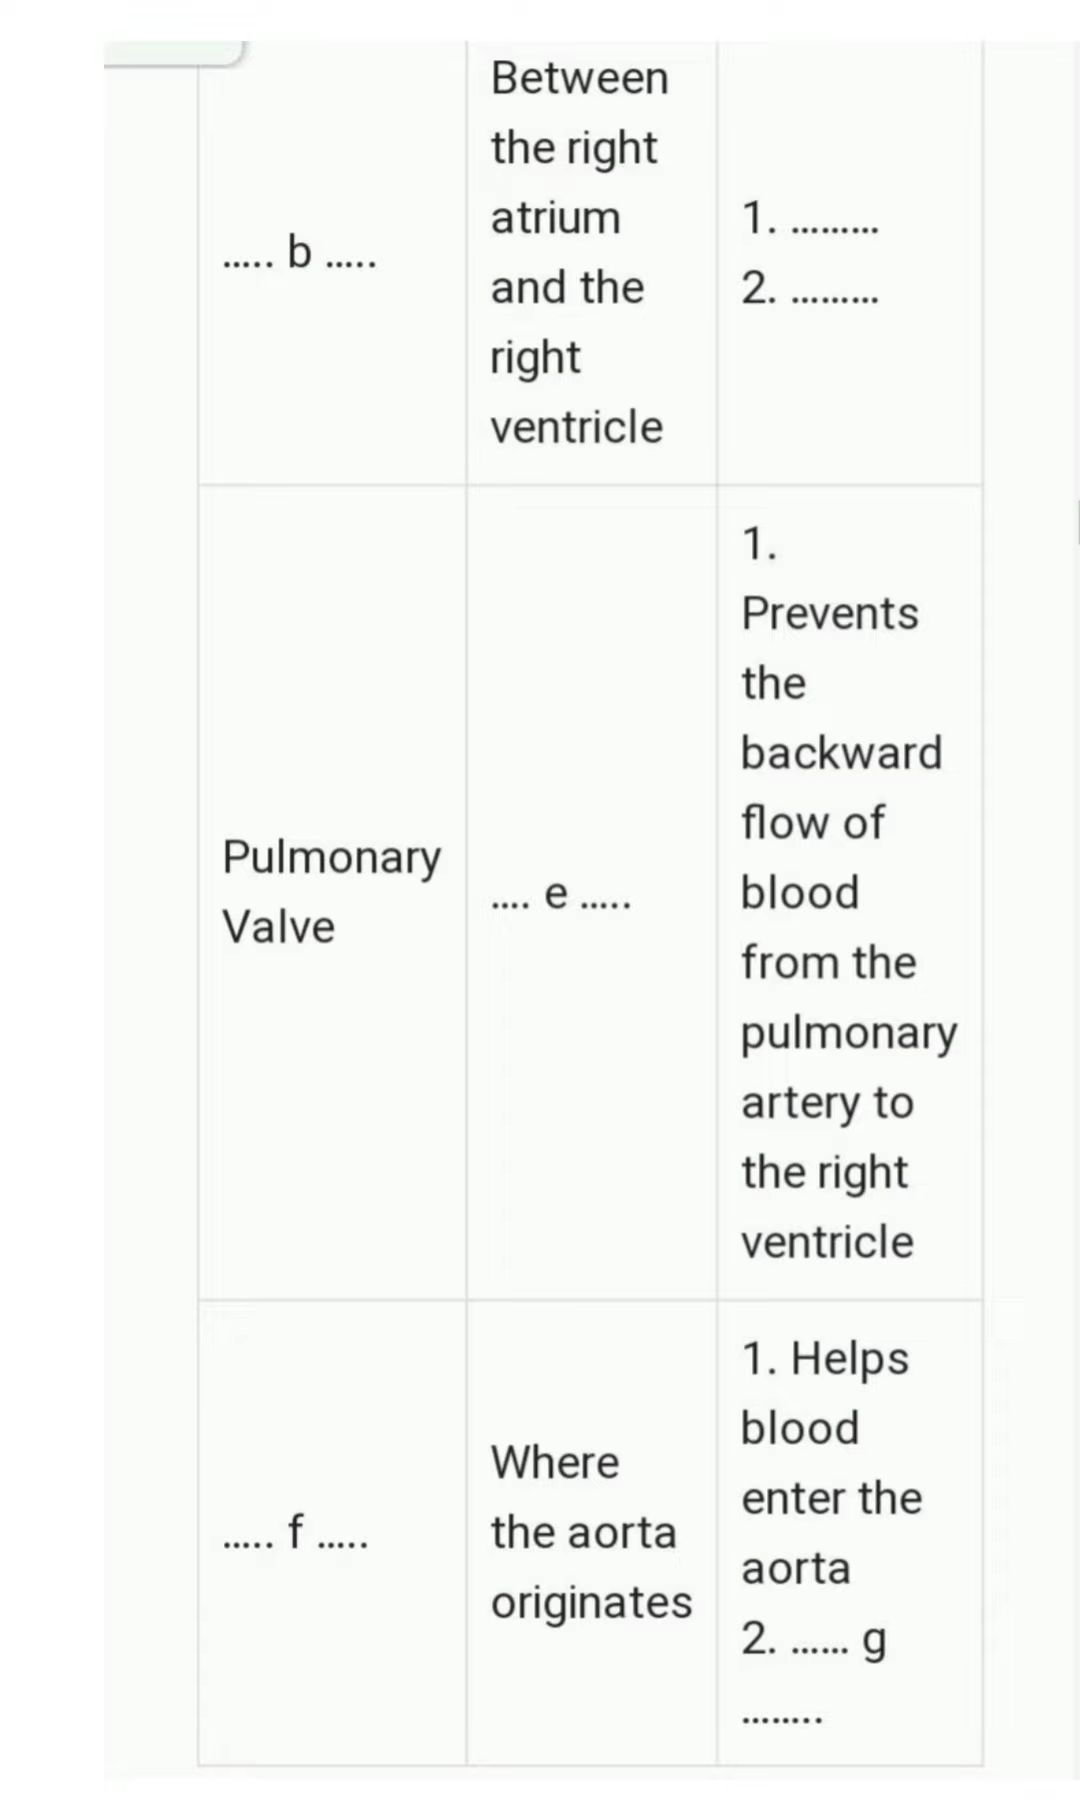 ..... b .....
Between
the right
atrium
and the
right
ventricle
1. .........
2. .........
Pulmonary
Valve
.... e .....
1.
Prevents
the
backward
flow of
blood
from the
pulmonary
artery to
the right
ventricle
..... f .....
Where
the aorta
originates
1. Helps
blood
enter the
aorta
2. ...... g
........